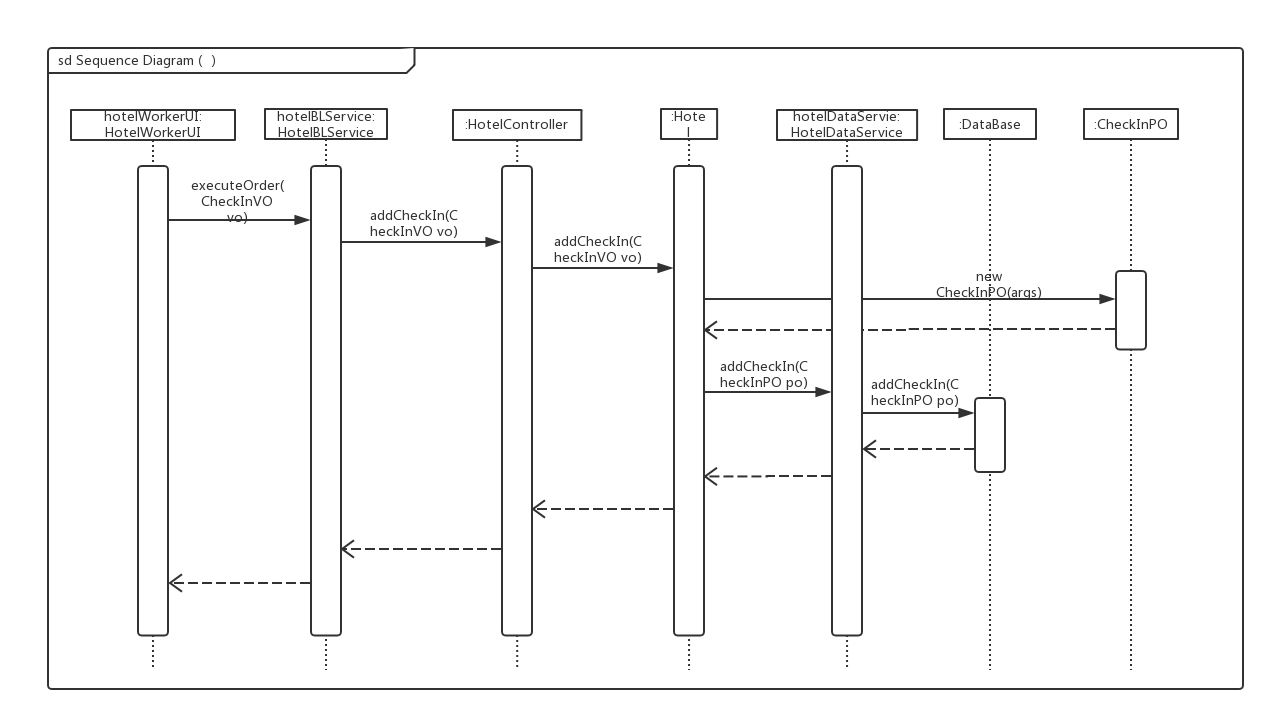 sd Sequence Diagram (  )
hotelWorkerUI:
HotelWorkerUI
hotelBLService:
HotelBLService
:HotelController
:Hote
l
hotelDataServie:
HotelDataService
:DataBase
:CheckInPO
executeOrder(
CheckInVO
vo)
addCheckIn(C
heckInVO vo)
addCheckIn(C
heckInVO vo)
new
CheckInPO(args)
addCheckIn(C
heckInPO po)
addCheckIn(C
heckInPO po)